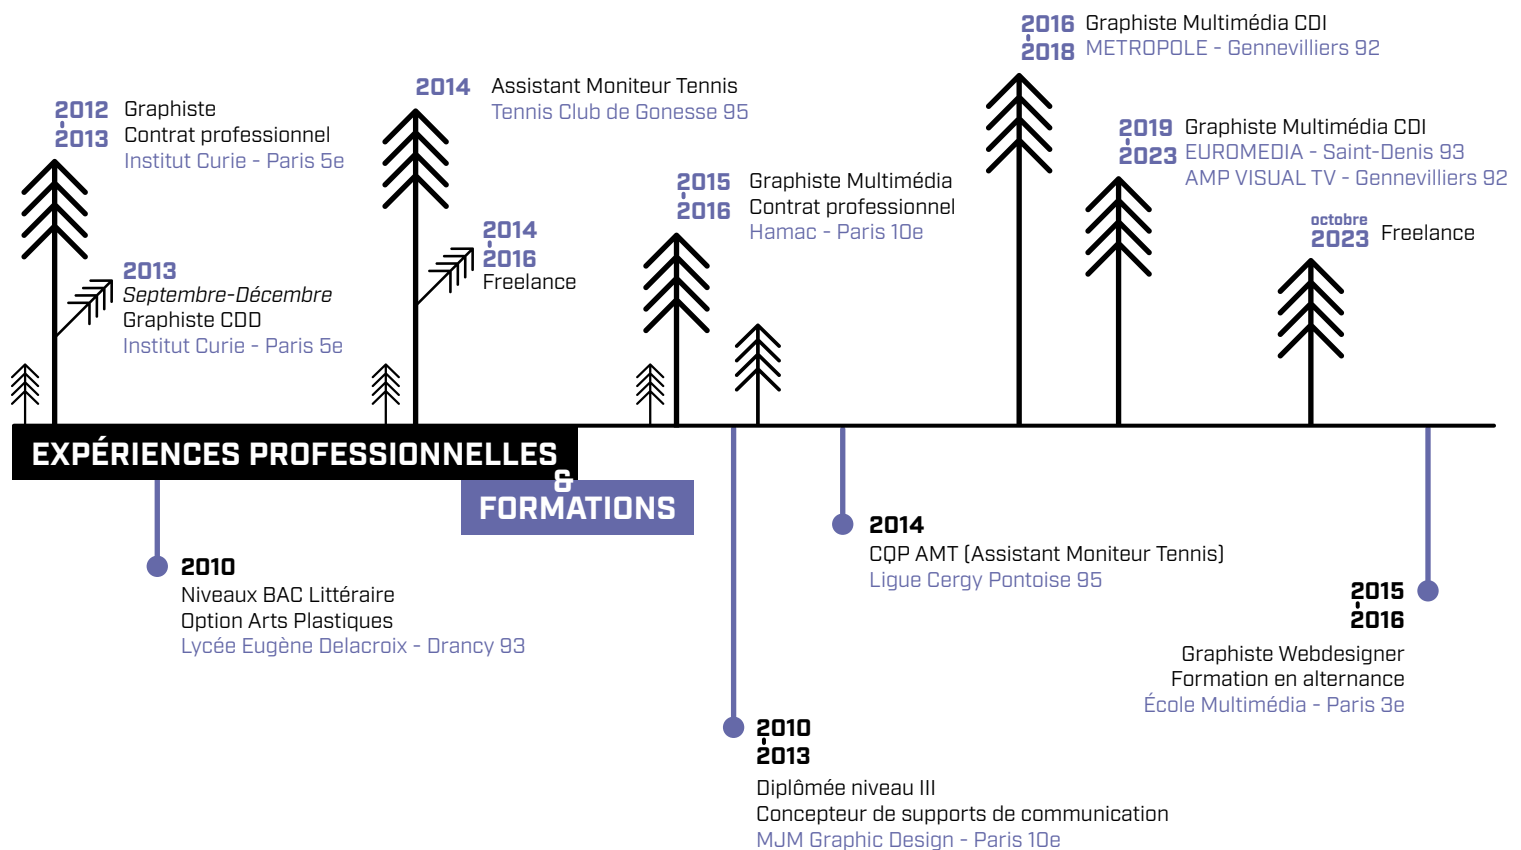 2012
2013
Graphiste
Contrat professionnel
Institut Curie - Paris 5e
2013
Septembre-Décembre
Graphiste CDD
Institut Curie - Paris 5e
2014
Assistant Moniteur Tennis
Tennis Club de Gonesse 95
2014
2016
Freelance
2015
2016
Graphiste Multimédia
Contrat professionnel
Hamac - Paris 10e
2016
2018
Graphiste Multimédia CDI
METROPOLE - Gennevilliers 92
2019
2023
Graphiste Multimédia CDI
EUROMEDIA - Saint-Denis 93
AMP VISUAL TV - Gennevilliers 92
octobre
2023
Freelance
EXPÉRIENCES PROFESSIONNELLES
&
FORMATIONS
2010
Niveaux BAC Littéraire
Option Arts Plastiques
Lycée Eugène Delacroix - Drancy 93
2010
2013
Diplômée niveau III
Concepteur de supports de communication
MJM Graphic Design - Paris 10e
2014
CQP AMT (Assistant Moniteur Tennis)
Ligue Cergy Pontoise 95
2015
2016
Graphiste Webdesigner
Formation en alternance
École Multimédia - Paris 3e